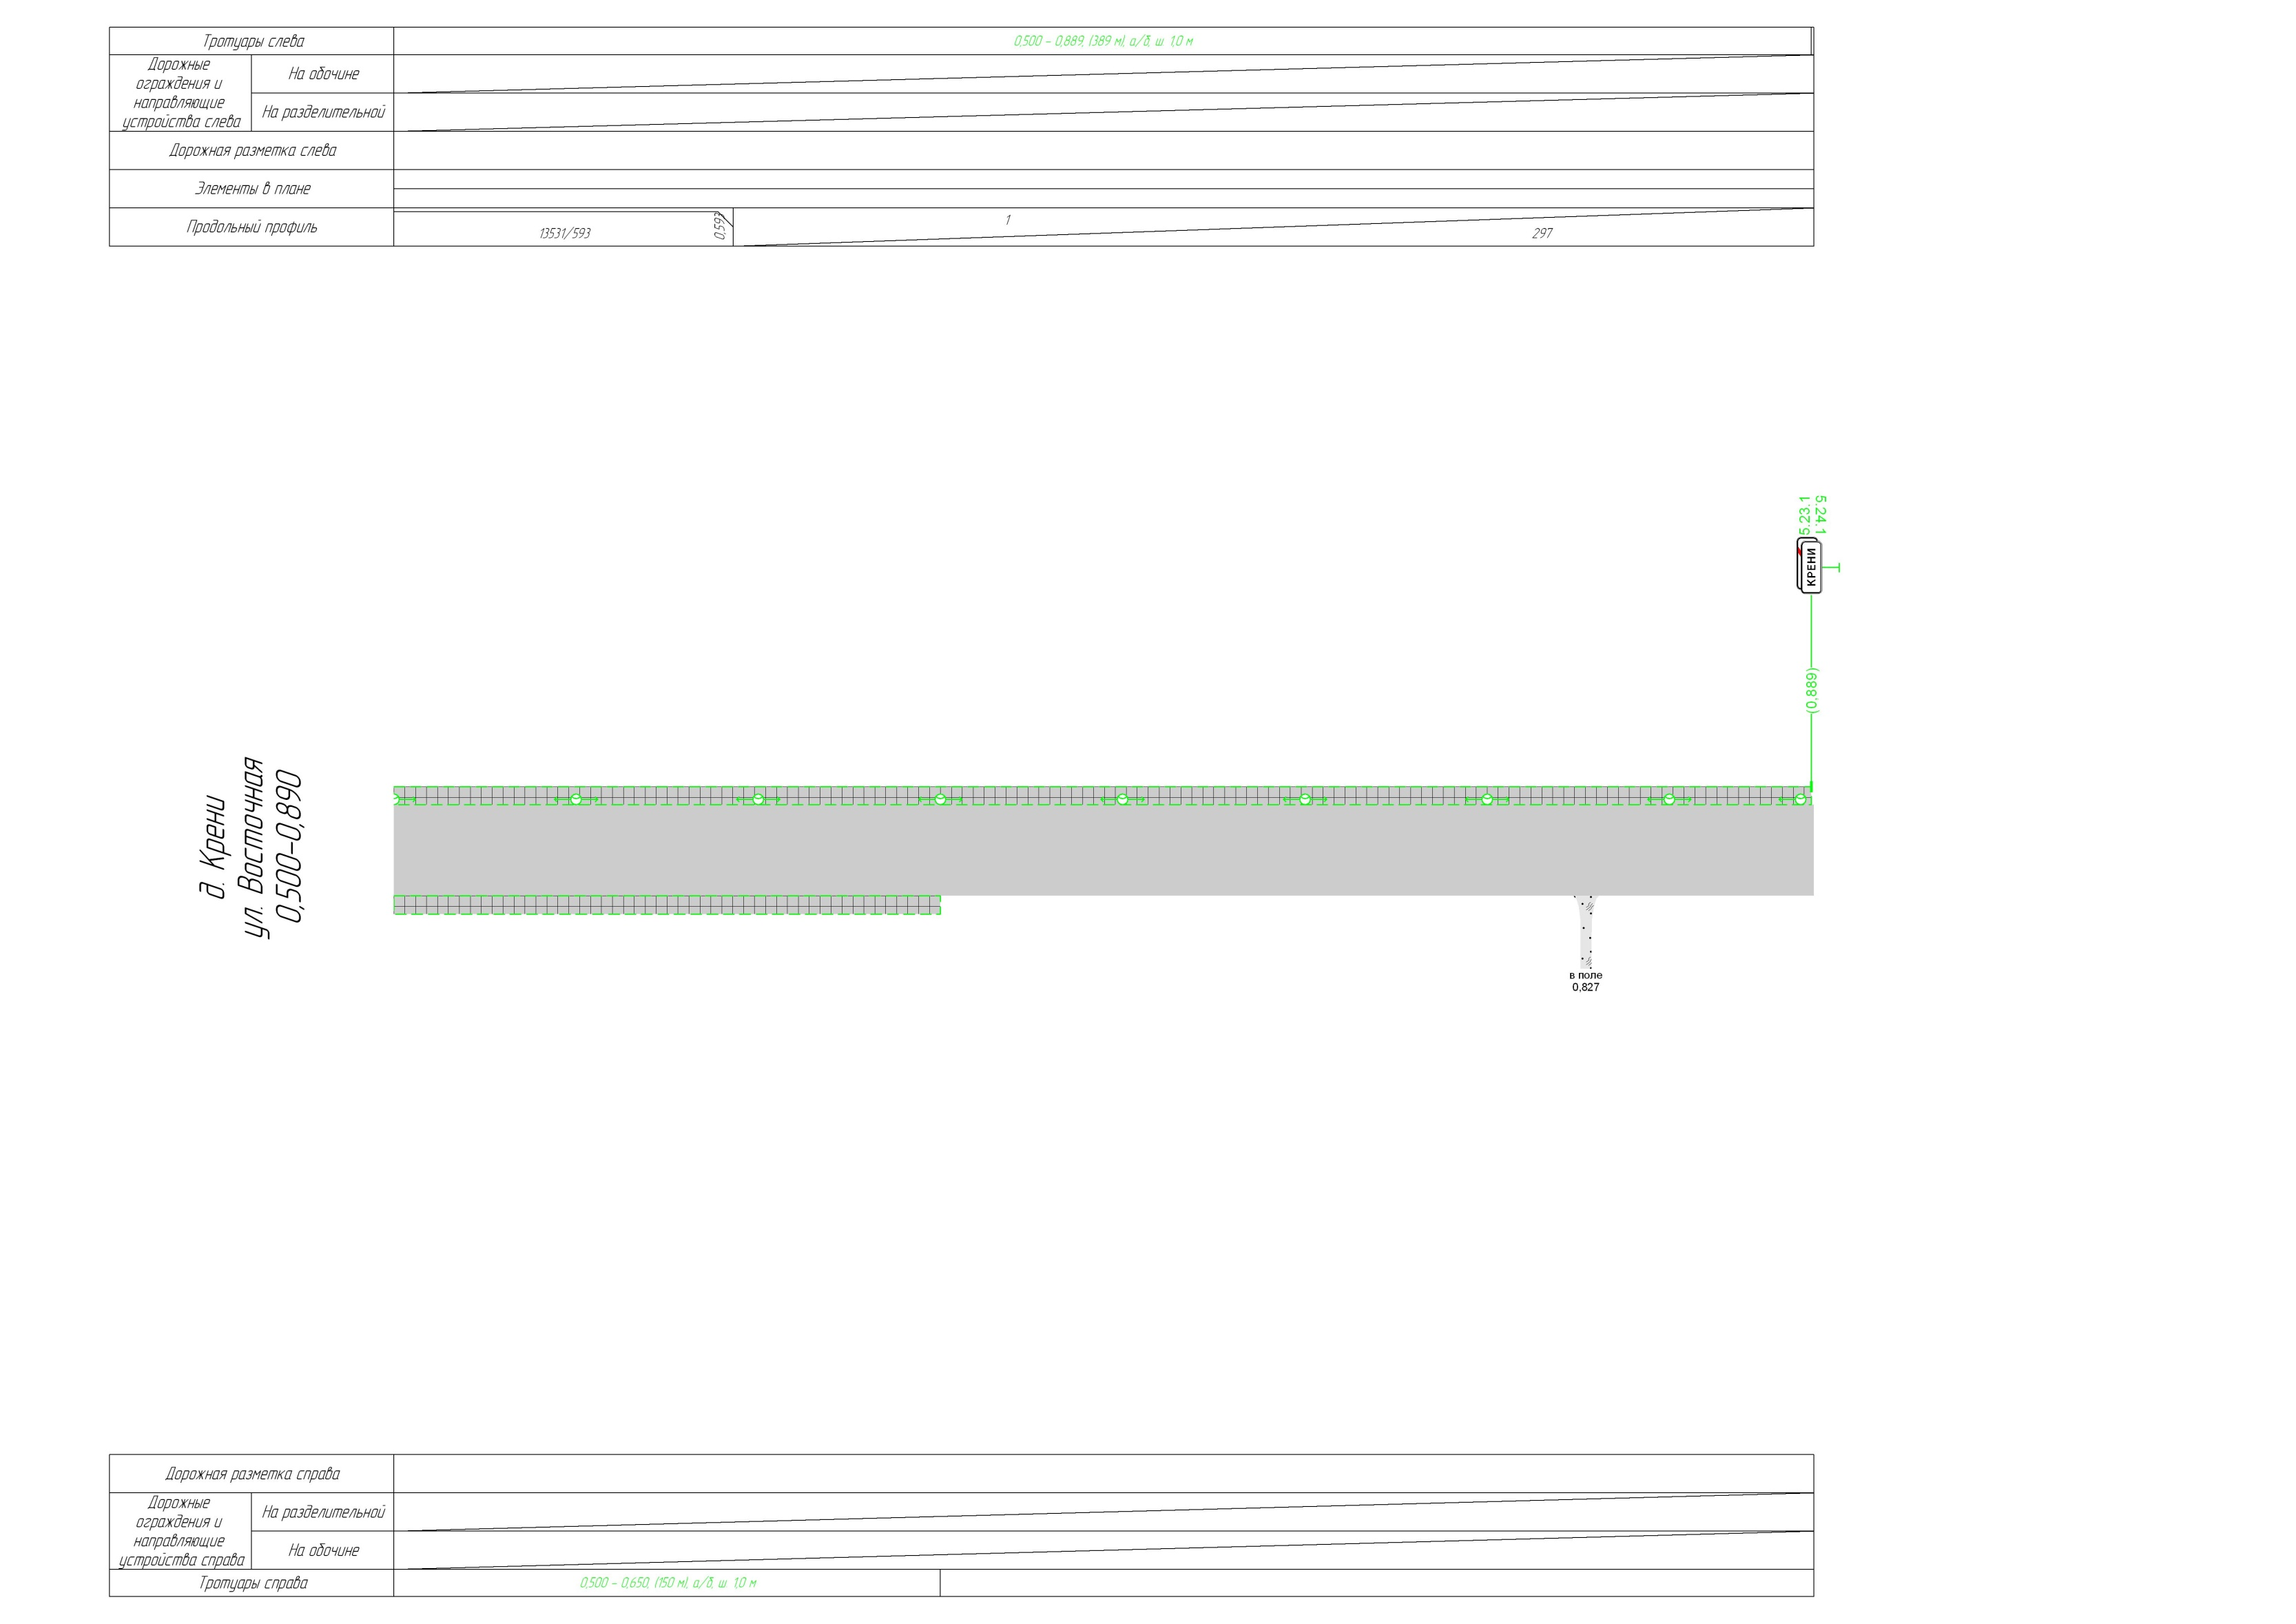 Тротуары слева
0,500 - 0,889, (389 м), а/б, ш. 1,0 м
Дорожные
ограждения и
направляющие
устройства слева
На обочине
На разделительной
Дорожная разметка слева
Элементы в плане
Продольный профиль
13531/593
0,593
1
297
5.23.1
5.24.1
КРЕНИ
(0,889)
д. Крени
ул. Восточная
0,500-0,890
в поле
0,827
Дорожная разметка справа
Дорожные
ограждения и
направляющие
устройства справа
На разделительной
На обочине
Тротуары справа
0,500 - 0,650, (150 м), а/б, ш. 1,0 м